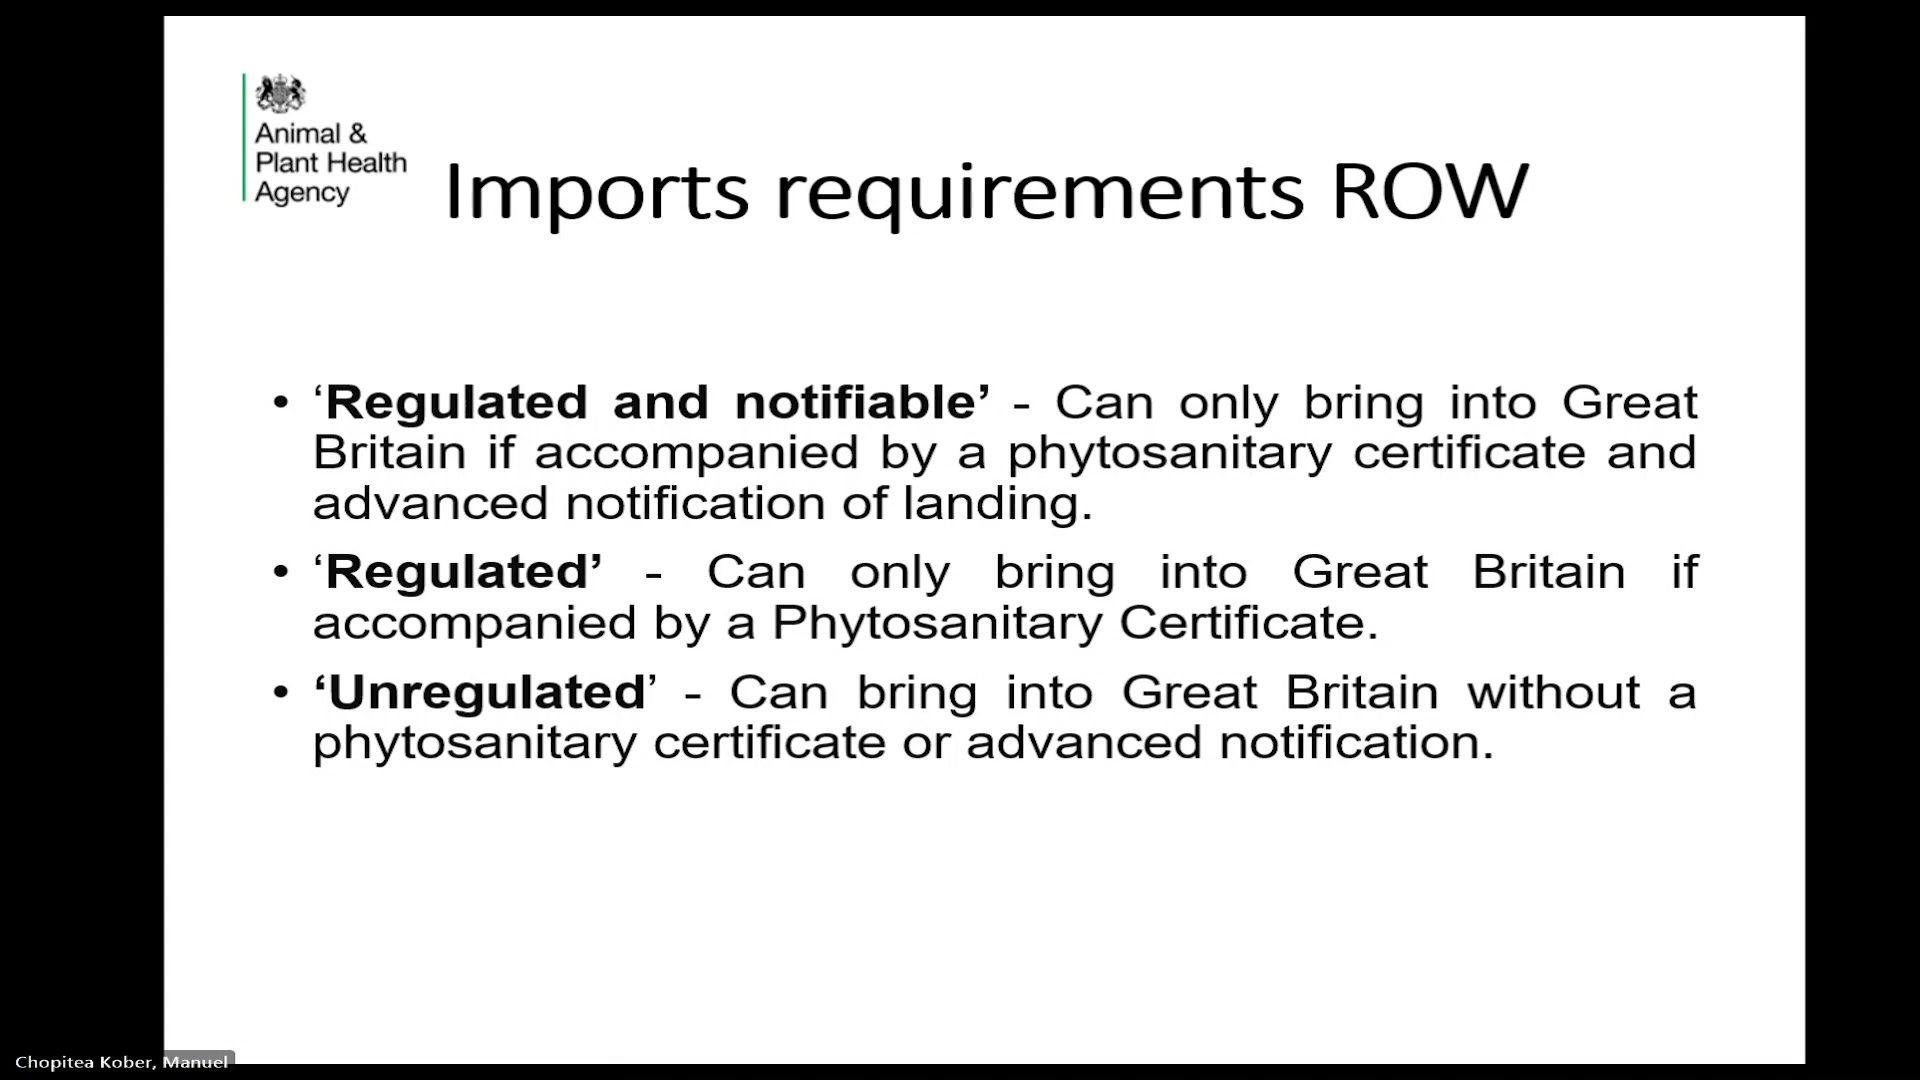 Animal &
Plant Health
Agency
Imports requirements ROW
• ‘Regulated and notifiable’ - Can only bring into Great
Britain if accompanied by a phytosanitary certificate and
advanced notification of landing.
• ‘Regulated’ - Can only bring into Great Britain if
accompanied by a Phytosanitary Certificate.
• ‘Unregulated’ - Can bring into Great Britain without a
phytosanitary certificate or advanced notification.
Chopitea Kober, Manuel